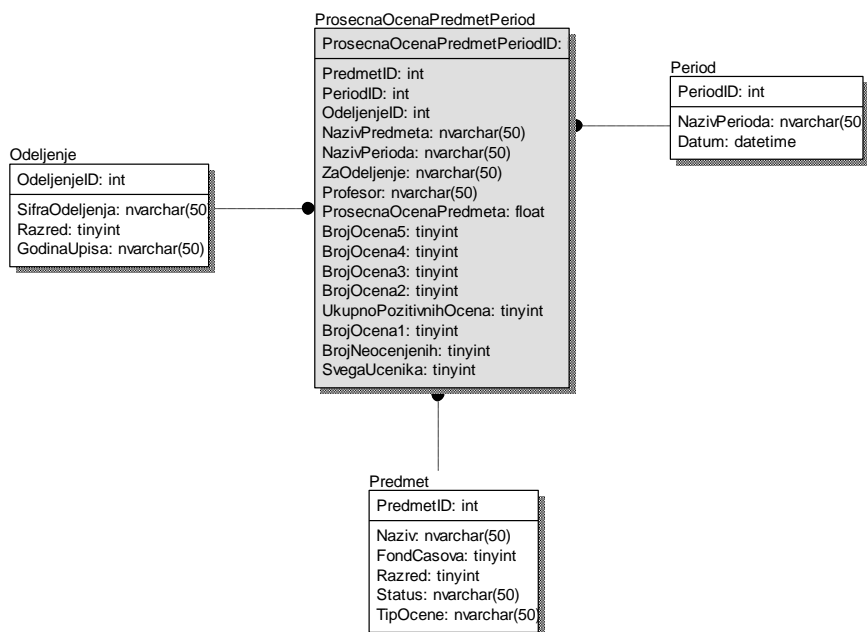 ProsecnaOcenaPredmetPeriod
ProsecnaOcenaPredmetPeriodID:
PredmetID: int
PeriodID: int
OdeljenjeID: int
NazivPredmeta: nvarchar(50)
NazivPerioda: nvarchar(50)
ZaOdeljenje: nvarchar(50)
Profesor: nvarchar(50)
ProsecnaOcenaPredmeta: float
BrojOcena5: tinyint
BrojOcena4: tinyint
BrojOcena3: tinyint
BrojOcena2: tinyint
UkupnoPozitivnihOcena: tinyint
BrojOcena1: tinyint
BrojNeocenjenih: tinyint
SvegaUcenika: tinyint
Period
PeriodID: int
NazivPerioda: nvarchar(50
Datum: datetime
Odeljenje
OdeljenjeID: int
SifraOdeljenja: nvarchar(50
Razred: tinyint
GodinaUpisa: nvarchar(50)
Predmet
PredmetID: int
Naziv: nvarchar(50)
FondCasova: tinyint
Razred: tinyint
Status: nvarchar(50)
TipOcene: nvarchar(50)